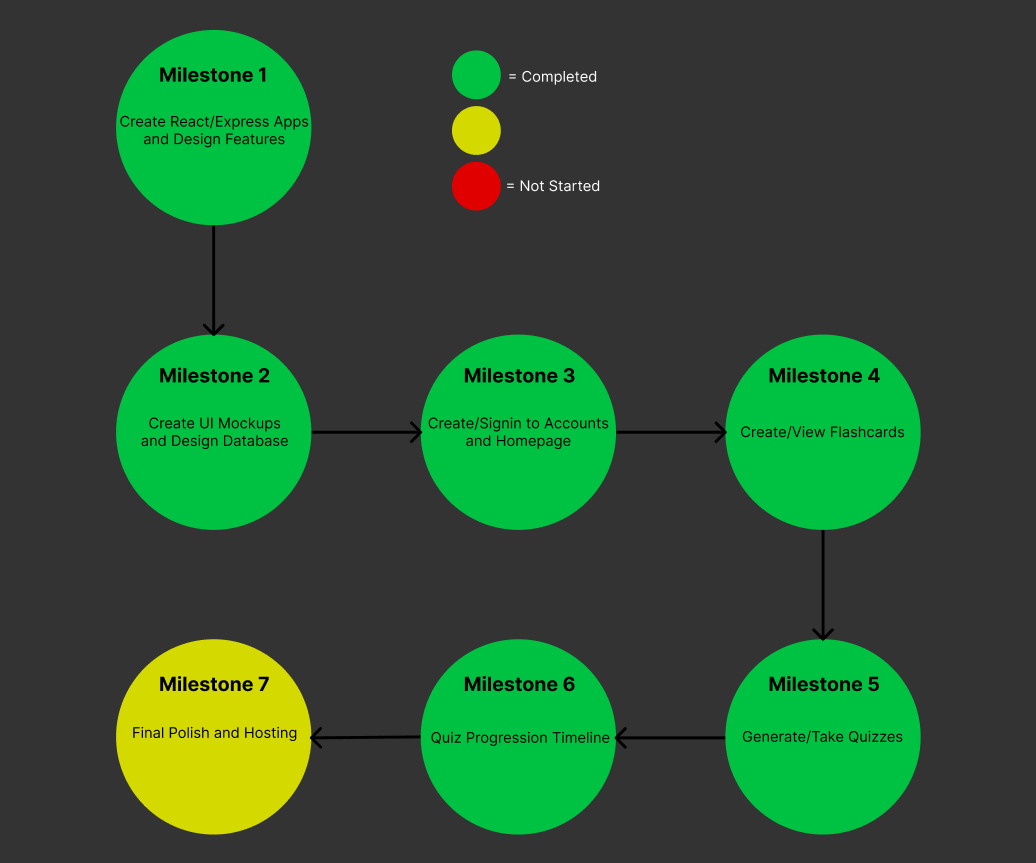 Milestone 1
Create React/Express Apps
and Design Features
= Completed
= Not Started
Milestone 2
Create UI Mockups
and Design Database
Milestone 3
Create/Signin to Accounts
and Homepage
Milestone 4
Create/View Flashcards
Milestone 7
Final Polish and Hosting
Milestone 6
Quiz Progression Timeline
Milestone 5
Generate/Take Quizzes